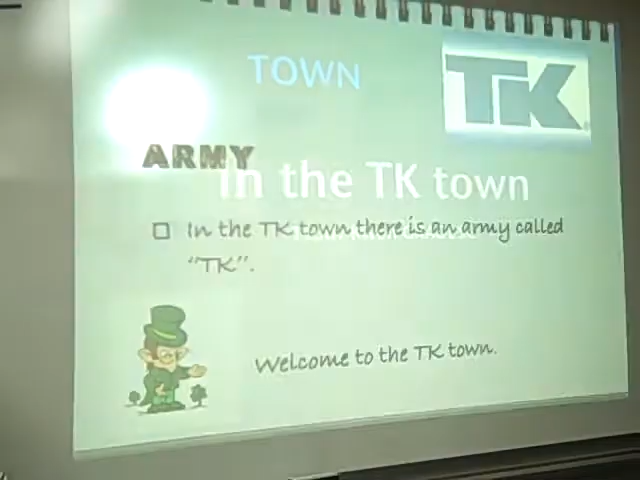 TOWN
TK
ARMY
In the TK town
In the TK town there is an army called
"TK".
Welcome to the TK town.